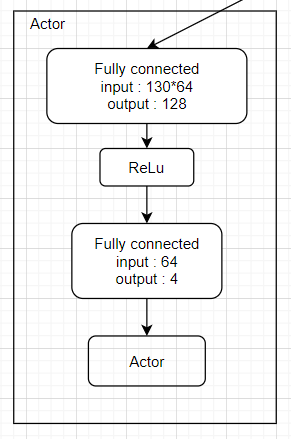 Actor
Fully connected
input : 130*64
output : 128
ReLu
Fully connected
input : 64
output : 4
Actor